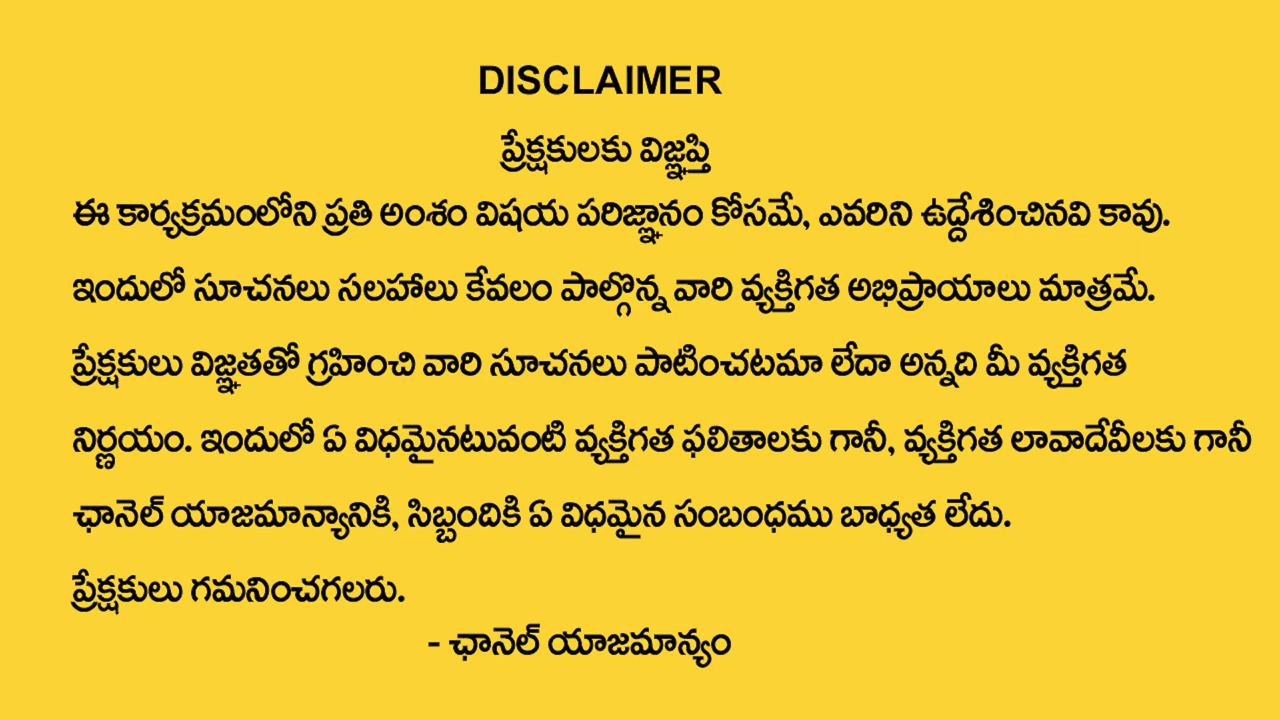 DISCLAIMER
ప్రేక్షకులకు విజ్ఞప్తి
ఈ కార్యక్రమంలోని ప్రతి అంశం విషయ పరిజ్ఞానం కోసమే, ఎవరిని ఉద్దేశించినవి కావు.
ఇందులో సూచనలు సలహాలు కేవలం పాల్గొన్న వారి వ్యక్తిగత అభిప్రాయాలు మాత్రమే.
ప్రేక్షకులు విజ్ఞతతో గ్రహించి వారి సూచనలు పాటించటమా లేదా అన్నది మీ వ్యక్తిగత
నిర్ణయం. ఇందులో ఏ విధమైనటువంటి వ్యక్తిగత ఫలితాలకు గానీ, వ్యక్తిగత లావాదేవీలకు గానీ
ఛానెల్ యాజమాన్యానికి, సిబ్బందికి ఏ విధమైన సంబంధము బాధ్యత లేదు.
ప్రేక్షకులు గమనించగలరు.
- ఛానెల్ యాజమాన్యం